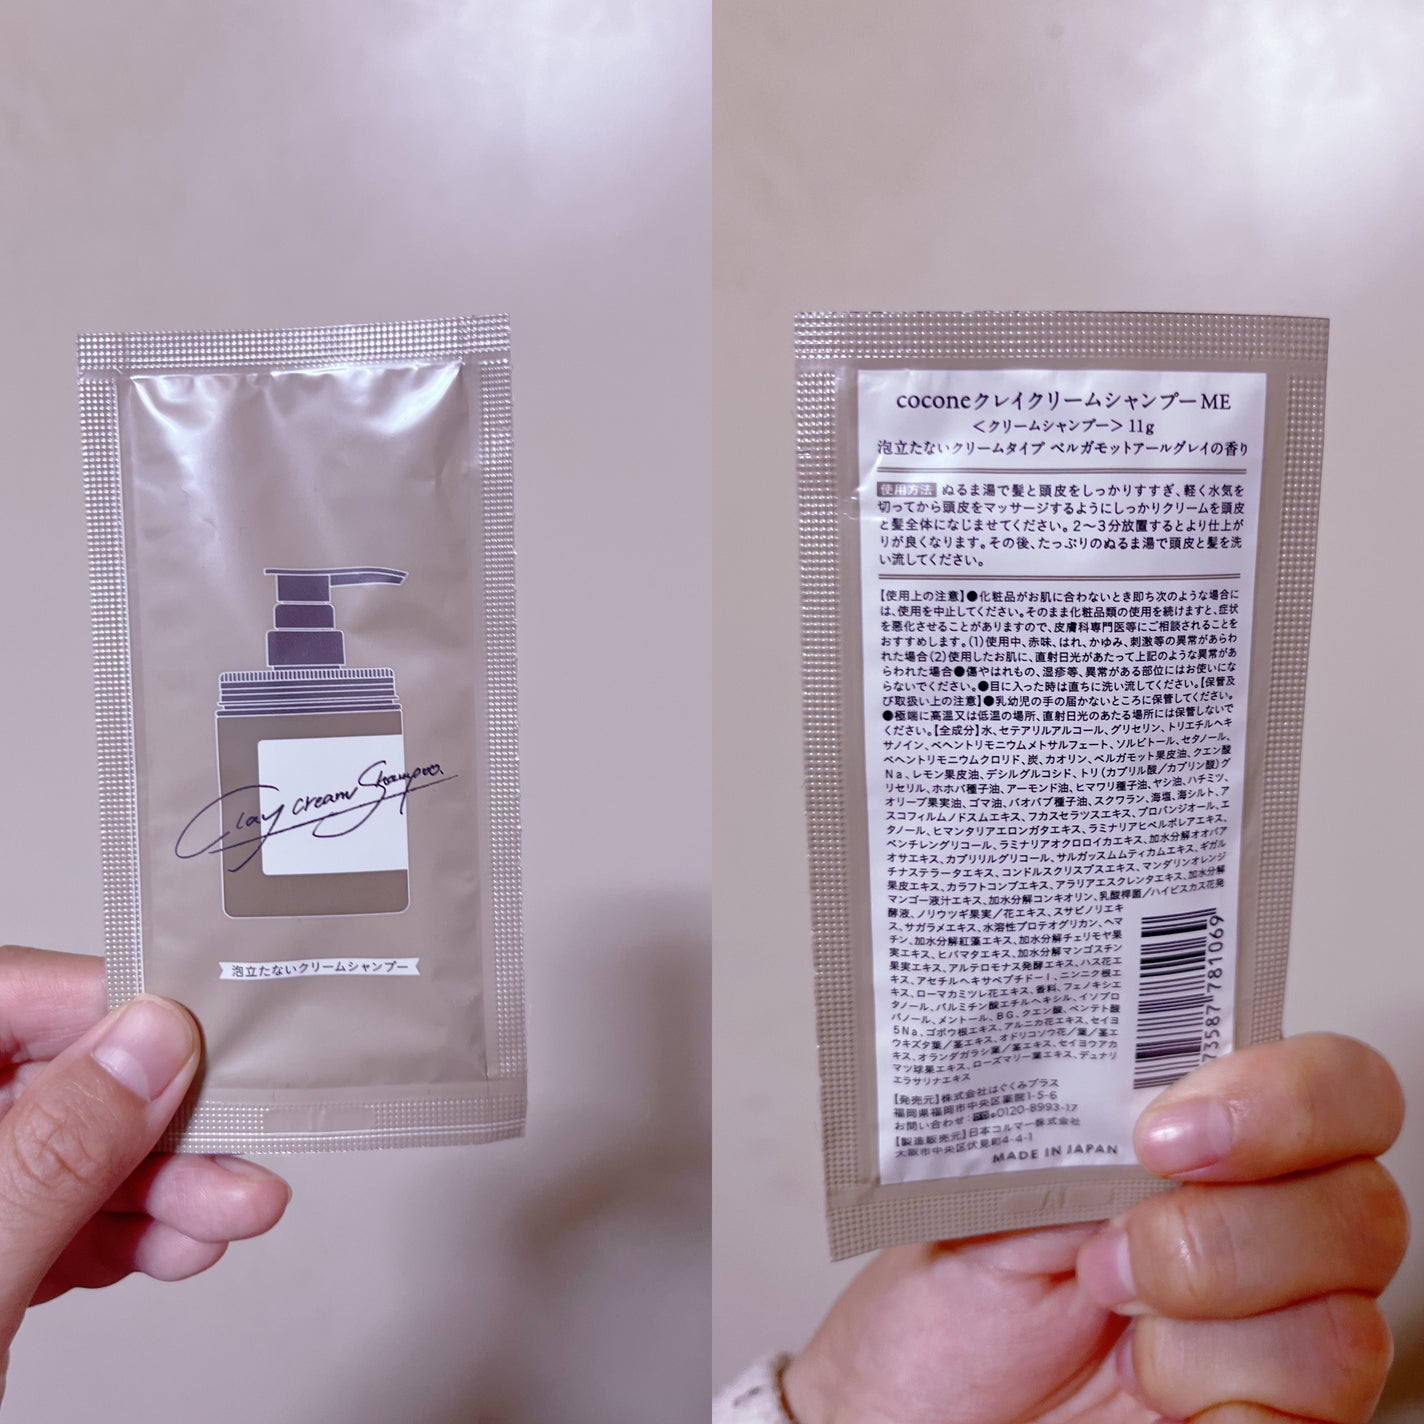 Clay cream Shampoo
泡立たないクリームシャンプー
coconeクレイクリームシャンプーME
<クリームシャンプー> 11g
泡立たないクリームタイプ ベルガモットアールグレイの香り
使用方法 ぬるま湯で髪と頭皮をしっかりすすぎ、軽く水気を
切ってから頭皮をマッサージするようにしっかりクリームを頭皮
と髪全体になじませてください。2〜3分放置するとより仕上が
りが良くなります。その後、たっぷりのぬるま湯で頭皮と髪を洗
い流してください。
【使用上の注意】●化粧品がお肌に合わないとき即ち次のような場合に
は、使用を中止してください。そのまま化粧品類の使用を続けますと、症状
を悪化させることがありますので、皮膚科専門医等にご相談されることを
おすすめします。(1)使用中、赤味、はれ、かゆみ、刺激等の異常があらわ
れた場合(2)使用したお肌に、直射日光があたって上記のような異常があ
らわれた場合●傷やはれもの、湿疹等、異常がある部位にはお使いにな
らないでください。●目に入った時は直ちに洗い流してください。【保管及
び取扱い上の注意】●乳幼児の手の届かないところに保管してください。
●極端に高温又は低温の場所、直射日光のあたる場所には保管しないで
ください。【全成分】水、セテアリルアルコール、グリセリン、トリエチルヘキ
サノイン、ベヘントリモニウムメトサルフェート、ソルビトール、セタノール、
ベヘントリモニウムクロリド、炭、カオリン、ベルガモット果皮油、クエン酸
Na、レモン果皮油、デシルグルコシド、トリ(カプリル酸/カプリン酸)グ
リセリル、ホホバ種子油、アーモンド油、ヒマワリ種子油、ヤシ油、ハチミツ、
オリーブ果実油、ゴマ油、バオバブ種子油、スクワラン、海塩、海シルト、ア
スコフィルムノドスムエキス、フカスセラツスエキス、プロパンジオール、エ
タノール、ヒマンタリアエロンガタエキス、ラミナリアヒペルボレアエキス、
ペンチレングリコール、ラミナリアオクロロイカエキス、加水分解オオバア
オサエキス、カプリリルグリコール、サルガッスムムティカムエキス、ギガル
チナステラータエキス、コンドルスクリスプスエキス、マンダリンオレンジ
果皮エキス、カラフトコンブエキス、アラリアエスクレンタエキス、加水分解
マンゴー液汁エキス、加水分解コンキオリン、乳酸桿菌/ハイビスカス花発
酵液、ノリウツギ果実/花エキス、スサビノリエキ
ス、サガラメエキス、水溶性プロテオグリカン、ヘマ
チン、加水分解紅藻エキス、加水分解チェリモヤ果
実エキス、ヒバマタエキス、加水分解マンゴスチン
果実エキス、アルテロモナス発酵エキス、ハス花エ
キス、アセチルヘキサペプチド-1、ニンニク根エ
キス、ローマカミツレ花エキス、香料、フェノキシエ
タノール、パルミチン酸エチルヘキシル、イソプロ
パノール、メントール、BG、クエン酸、ペンテト酸
5Na、ゴボウ根エキス、アルニカ花エキス、セイヨ
ウキズタ葉/茎エキス、オドリコソウ花/葉/茎エ
キス、オランダガラシ葉/茎エキス、セイヨウアカ
マツ球果エキス、ローズマリー葉エキス、デュナリ
エラサリナエキス
【発売元】株式会社はぐくみプラス
福岡県福岡市中央区薬院1-5-6
お問い合わせ:0120-8993-17
【製造販売元】日本コルマー株式会社
大阪市中央区伏見町4-4-1
MADE IN JAPAN
73587 781069